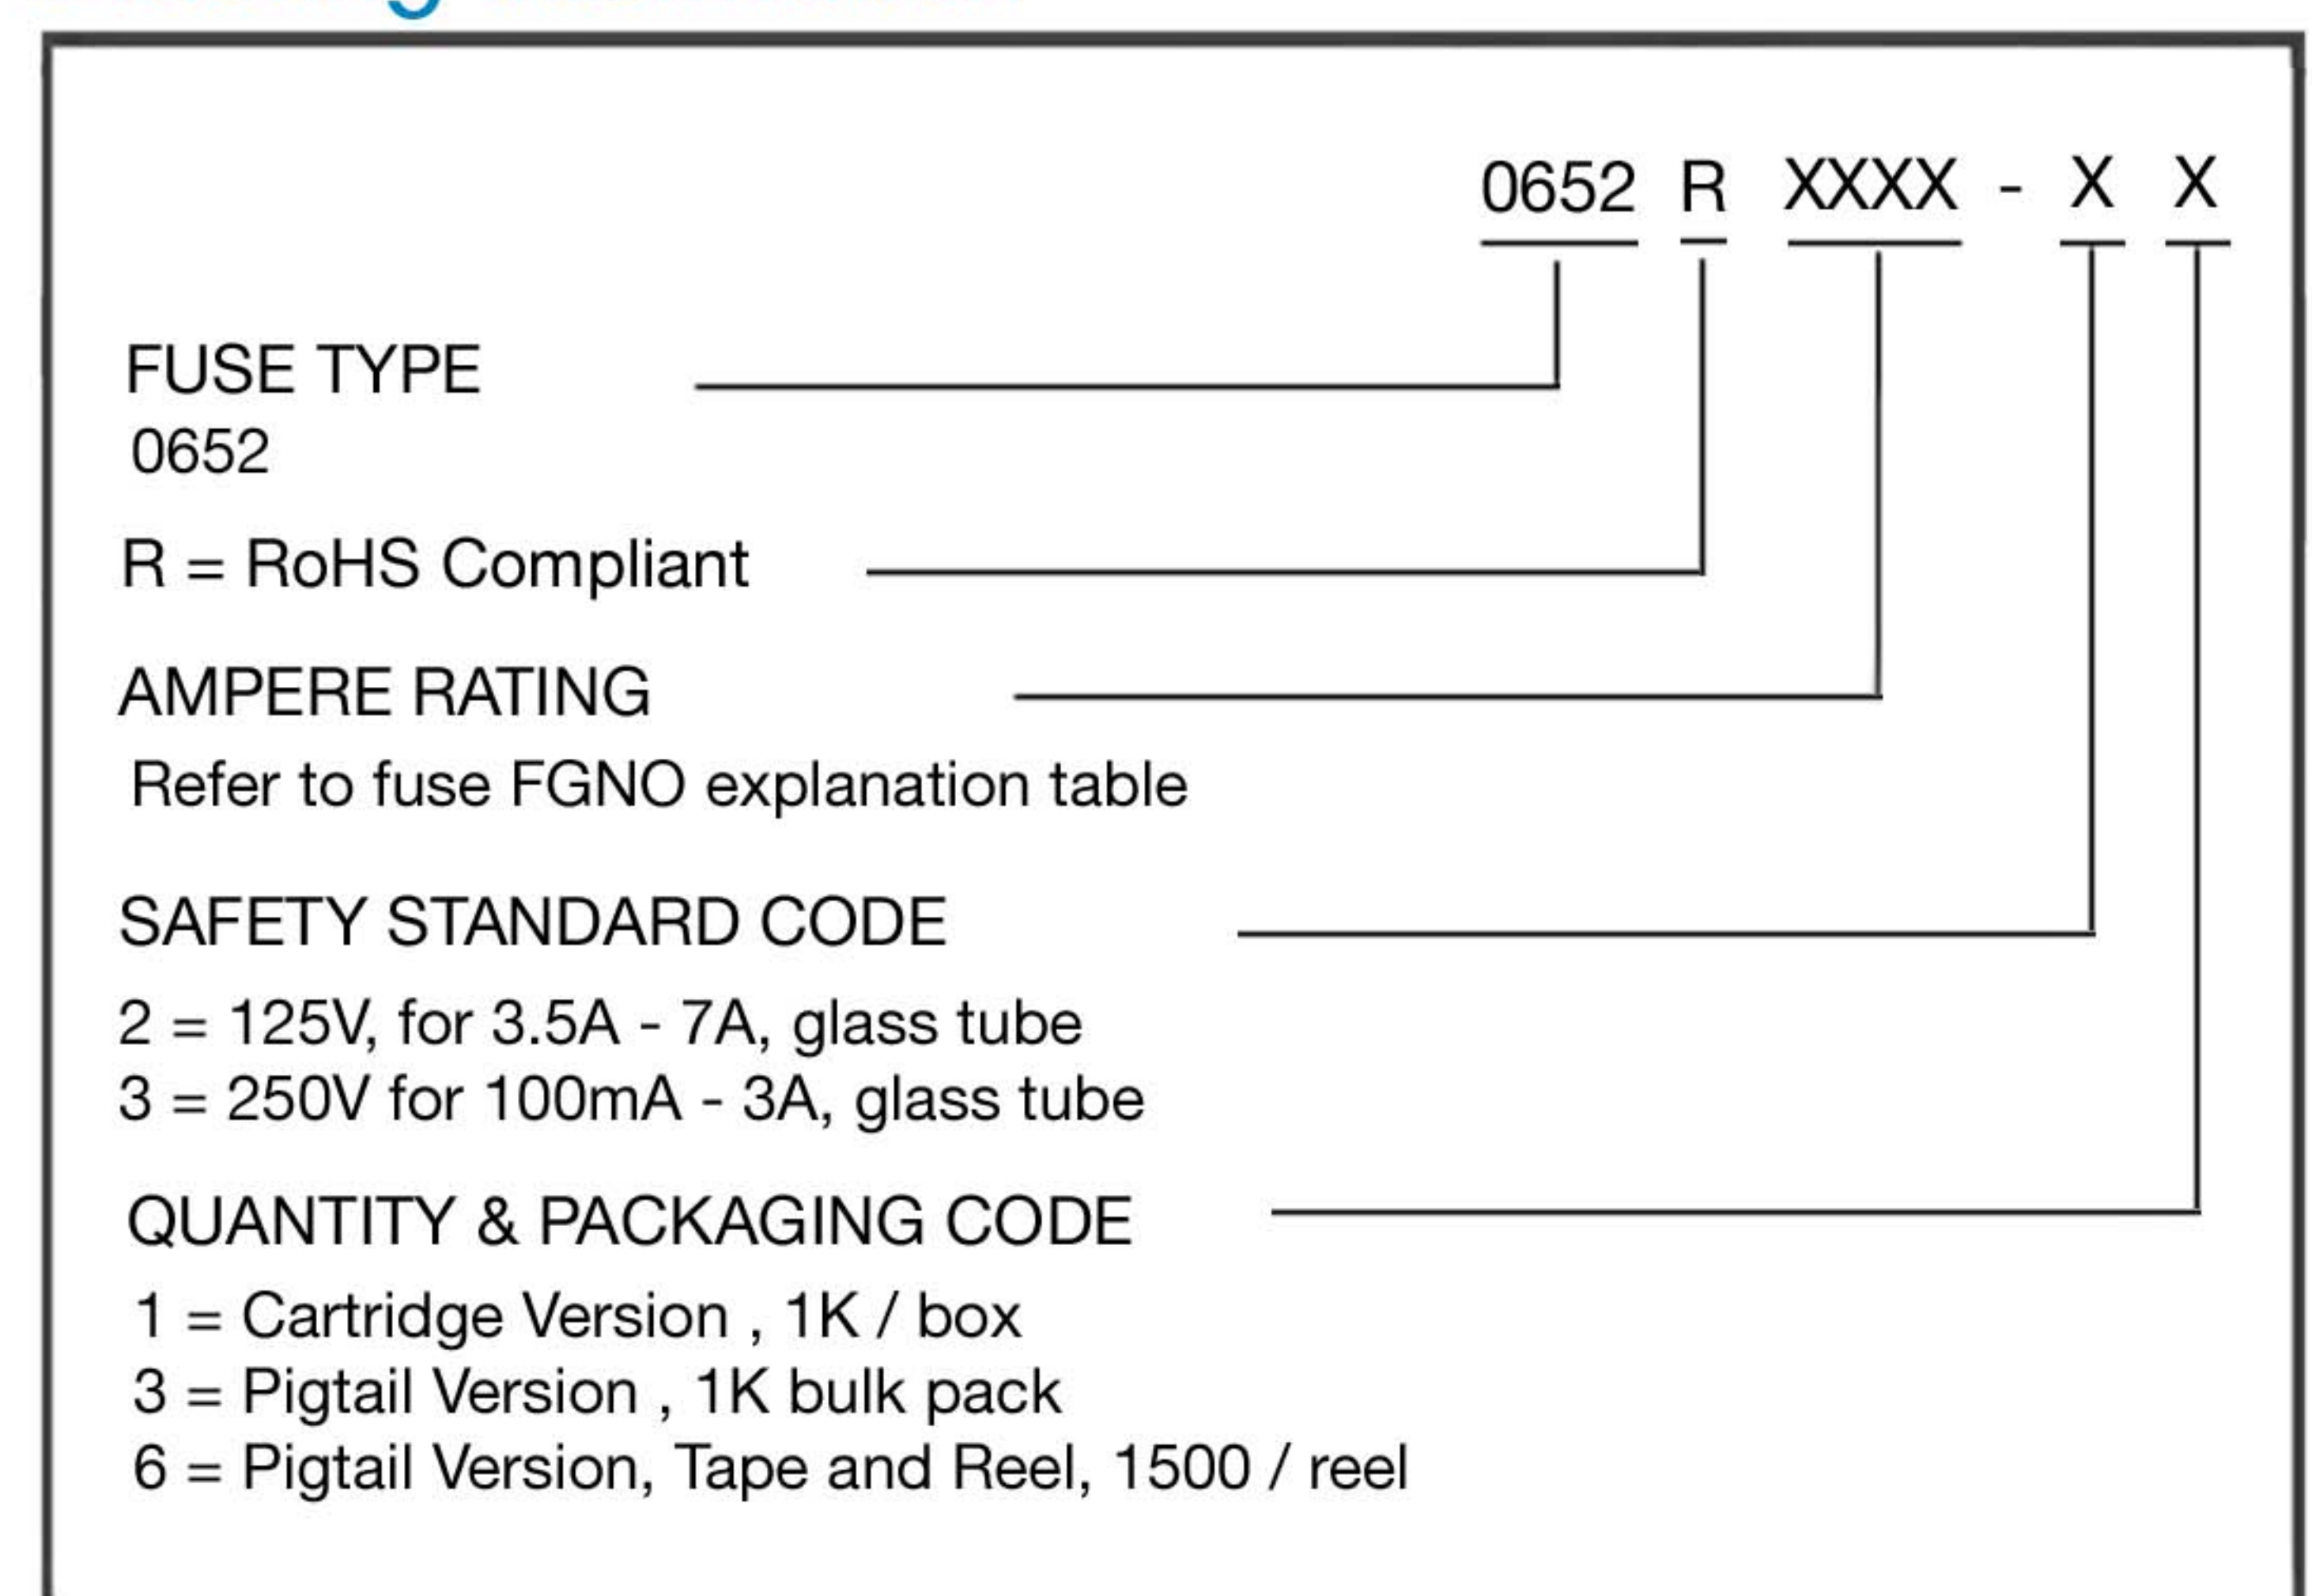 0652 R XXXX - X X
FUSE TYPE
0652
R = RoHS Compliant
AMPERE RATING
Refer to fuse FGNO explanation table
SAFETY STANDARD CODE
2 = 125V, for 3.5A - 7A, glass tube
3 = 250V for 100mA - 3A, glass tube
QUANTITY & PACKAGING CODE
1 = Cartridge Version , 1K / box
3 = Pigtail Version , 1K bulk pack
6 = Pigtail Version, Tape and Reel, 1500 / reel